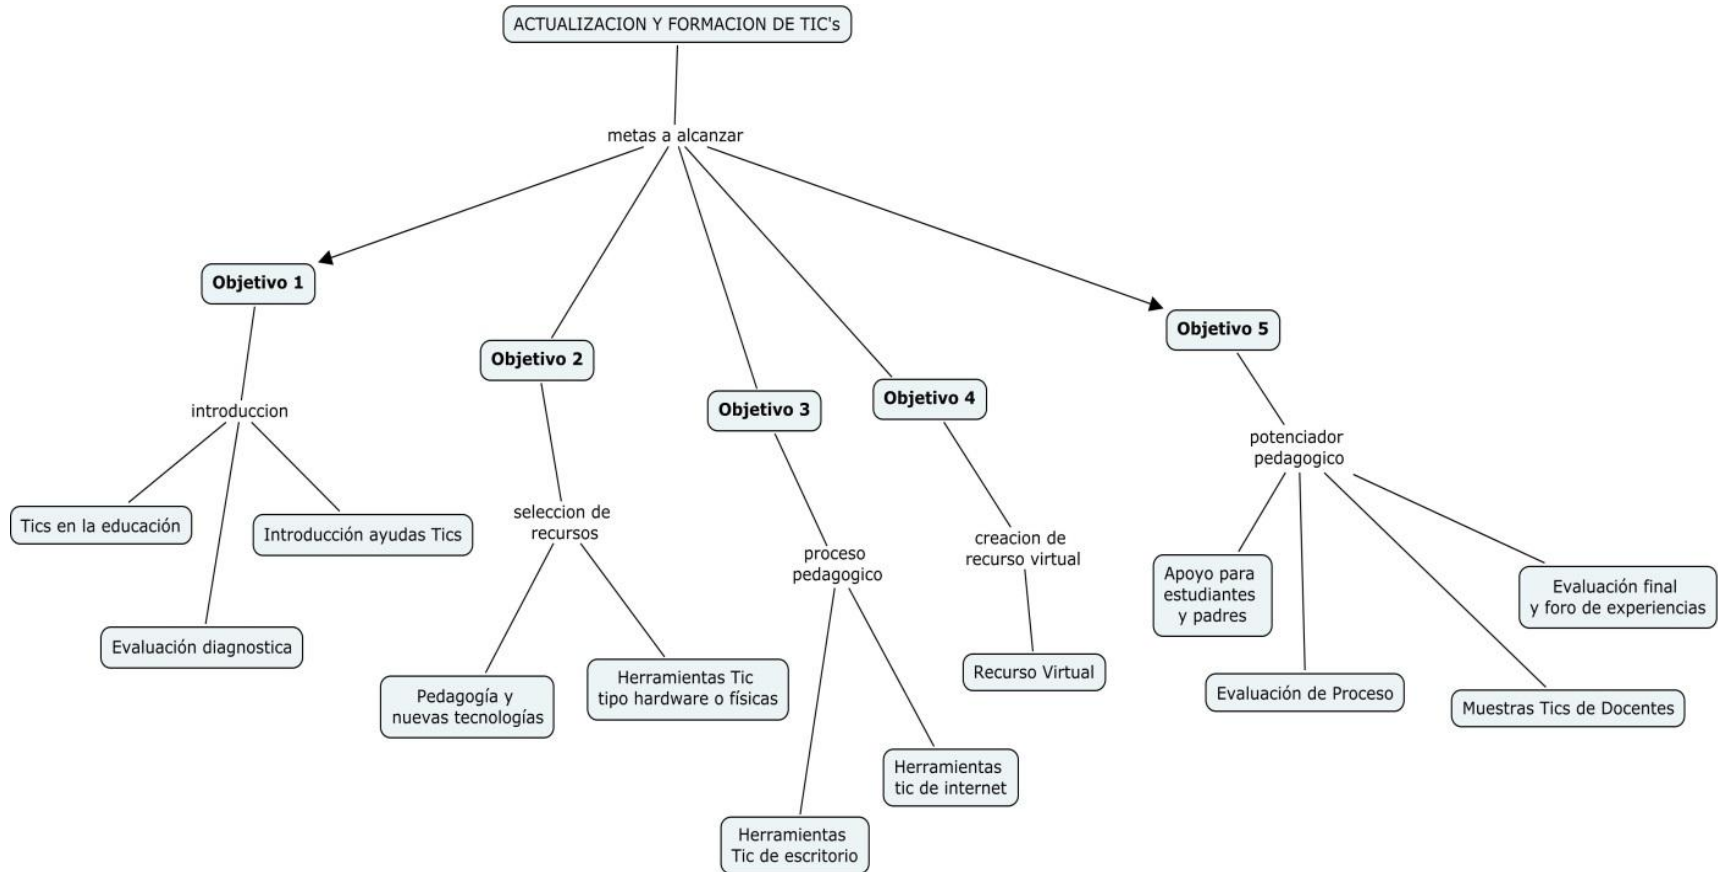 ACTUALIZACION Y FORMACION DE TIC's
metas a alcanzar
Objetivo 1
introduccion
Tics en la educación
Introducción ayudas Tics
Evaluación diagnostica
Objetivo 2
seleccion de
recursos
Pedagogía y
nuevas tecnologías
Herramientas Tic
tipo hardware o físicas
Objetivo 3
proceso
pedagogico
Herramientas
Tic de escritorio
Herramientas
tic de internet
Objetivo 4
creacion de
recurso virtual
Recurso Virtual
Objetivo 5
potenciador
pedagogico
Apoyo para
estudiantes
y padres
Evaluación de Proceso
Muestras Tics de Docentes
Evaluación final
y foro de experiencias